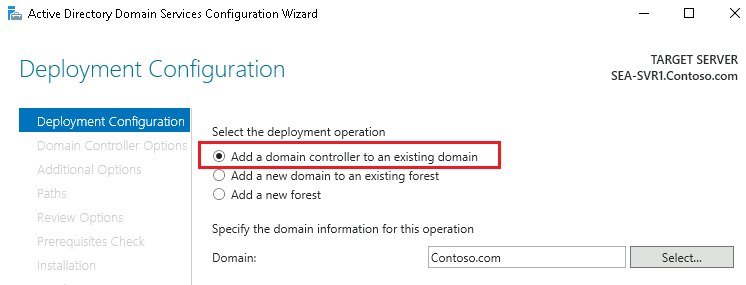 Active Directory Domain Services Configuration Wizard
Deployment Configuration
TARGET SERVER
SEA-SVR1.Contoso.com
Deployment Configuration
Domain Controller Options
Additional Options
Paths
Review Options
Prerequisites Check
Installation
Select the deployment operation
Add a domain controller to an existing domain
Add a new domain to an existing forest
Add a new forest
Specify the domain information for this operation
Domain:
Contoso.com
Select...